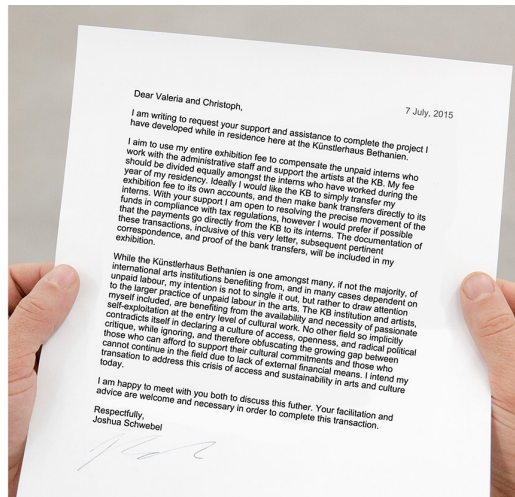 Dear Valeria and Christoph,
7 July, 2015
I am writing to request your support and assistance to complete the project I
have developed while in residence here at the Künstlerhaus Bethanien.
I aim to use my entire exhibition fee to compensate the unpaid interns who
work with the administrative staff and support the artists at the KB. My fee
should be divided equally amongst the interns who have worked during the
year of my residency. Ideally I would like the KB to simply transfer my
exhibition fee to its own accounts, and then make bank transfers directly to its
interns. With your support I am open to resolving the precise movement of the
funds in compliance with tax regulations, however I would prefer if possible
that the payments go directly from the KB to its interns. The documentation of
these transactions, inclusive of this very letter, subsequent pertinent
correspondence, and proof of the bank transfers, will be included in my
exhibition.
While the Künstlerhaus Bethanien is one amongst many, if not the majority, of
international arts institutions benefiting from, and in many cases dependent on
unpaid labour, my intention is not to single it out, but rather to draw attention
to the larger practice of unpaid labour in the arts. The KB institution and artists,
myself included, are benefiting from the availability and necessity of passionate
self-exploitation at the entry level of cultural work. No other field so implicitly
contradicts itself in declaring a culture of access, openness, and radical political
critique, while ignoring, and therefore obfuscating the growing gap between
those who can afford to support their cultural commitments and those who
cannot continue in the field due to lack of external financial means. I intend my
transation to address this crisis of access and sustainability in arts and culture
today.
I am happy to meet with you both to discuss this futher. Your facilitation and
advice are welcome and necessary in order to complete this transaction.
Respectfully,
Joshua Schwebel